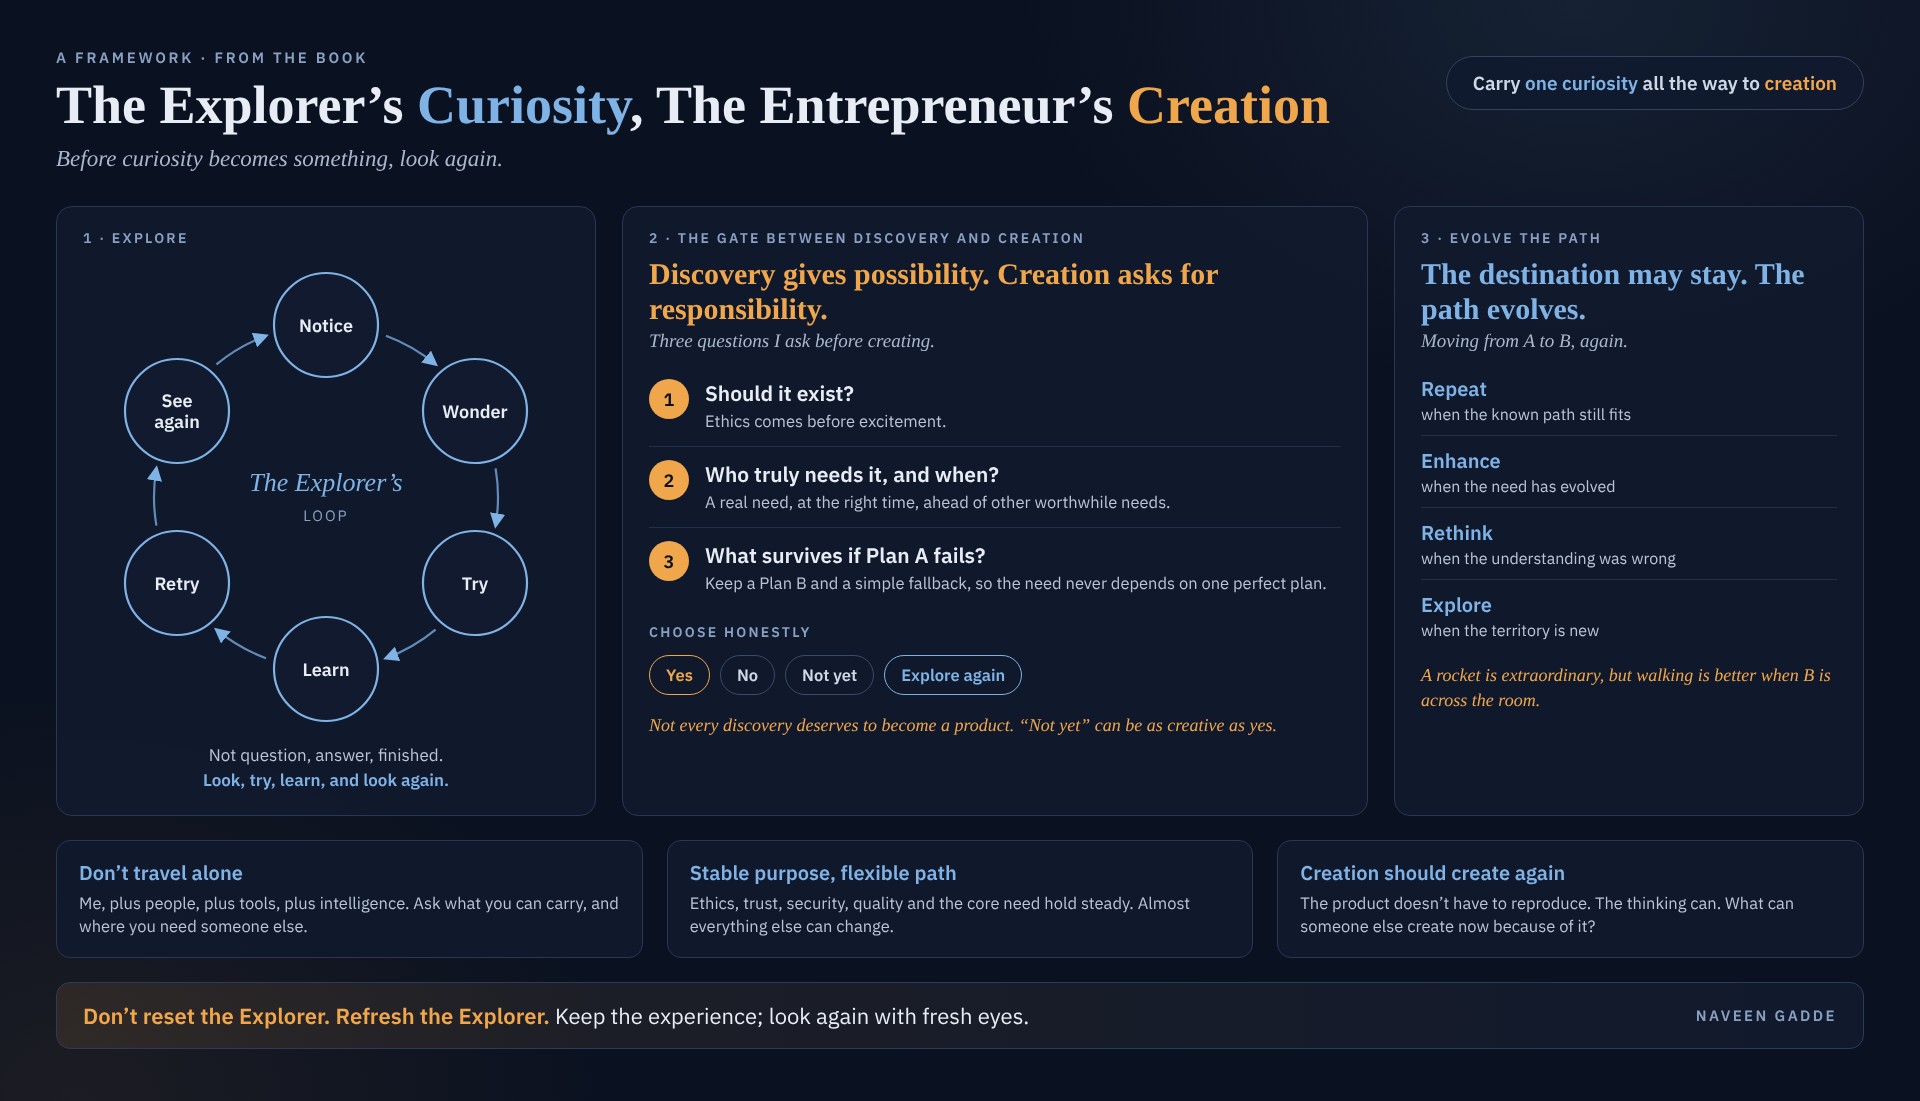 A FRAMEWORK · FROM THE BOOK
The Explorer’s Curiosity, The Entrepreneur’s Creation
Before curiosity becomes something, look again.
Carry one curiosity all the way to creation
1 · EXPLORE
Notice
Wonder
Try
Learn
Retry
See
again
The Explorer’s
LOOP
Not question, answer, finished.
Look, try, learn, and look again.
2 · THE GATE BETWEEN DISCOVERY AND CREATION
Discovery gives possibility. Creation asks for
responsibility.
Three questions I ask before creating.
1
Should it exist?
Ethics comes before excitement.
2
Who truly needs it, and when?
A real need, at the right time, ahead of other worthwhile needs.
3
What survives if Plan A fails?
Keep a Plan B and a simple fallback, so the need never depends on one perfect plan.
CHOOSE HONESTLY
Yes
No
Not yet
Explore again
Not every discovery deserves to become a product. “Not yet” can be as creative as yes.
3 · EVOLVE THE PATH
The destination may stay. The
path evolves.
Moving from A to B, again.
Repeat
when the known path still fits
Enhance
when the need has evolved
Rethink
when the understanding was wrong
Explore
when the territory is new
A rocket is extraordinary, but walking is better when B is
across the room.
Don’t travel alone
Me, plus people, plus tools, plus intelligence. Ask what you can carry, and
where you need someone else.
Stable purpose, flexible path
Ethics, trust, security, quality and the core need hold steady. Almost
everything else can change.
Creation should create again
The product doesn’t have to reproduce. The thinking can. What can
someone else create now because of it?
Don’t reset the Explorer. Refresh the Explorer. Keep the experience; look again with fresh eyes.
NAVEEN GADDE